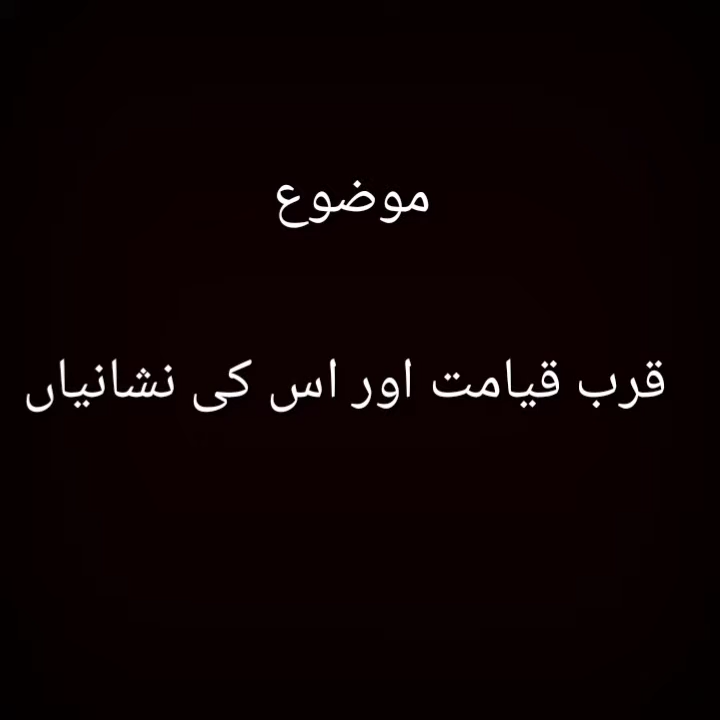 موضوع
قرب قیامت اور اس کی نشانیاں